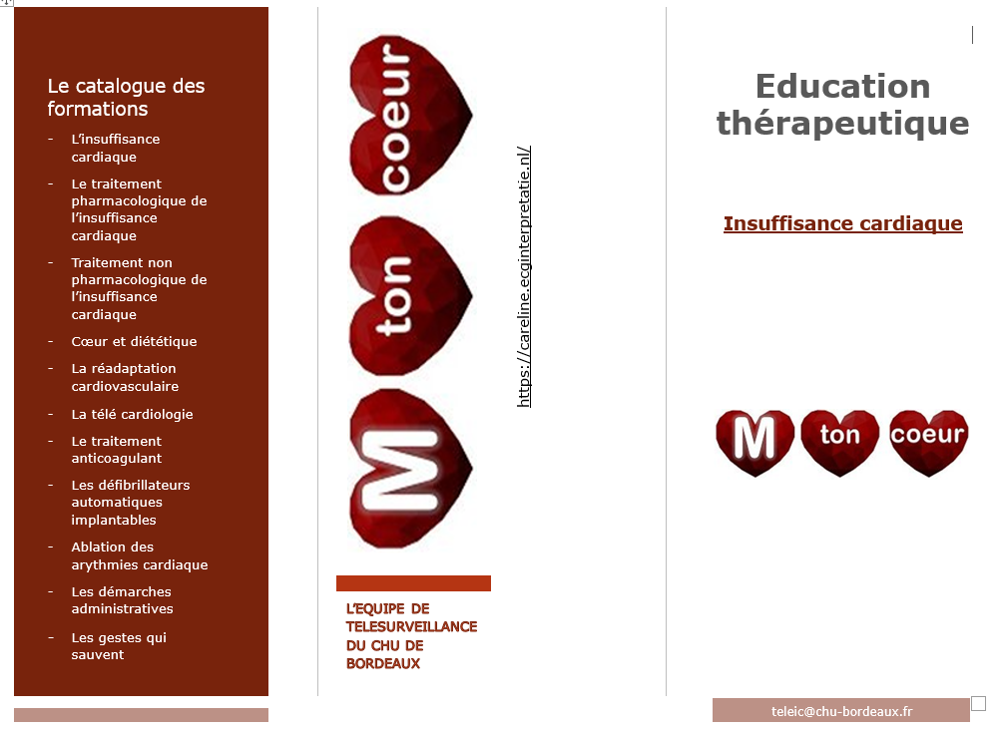 Le catalogue des
formations
- L’insuffisance
cardiaque
- Le traitement
pharmacologique de
l’insuffisance
cardiaque
- Traitement non
pharmacologique de
l’insuffisance
cardiaque
- Cœur et diététique
- La réadaptation
cardiovasculaire
- La télé cardiologie
- Le traitement
anticoagulant
- Les défibrillateurs
automatiques
implantables
- Ablation des
arythmies cardiaque
- Les démarches
administratives
- Les gestes qui
sauvent
M
ton
coeur
https://careline.ecginterpretatie.nl/
L’EQUIPE DE
TELESURVEILLANCE
DU CHU DE
BORDEAUX
Education
thérapeutique
Insuffisance cardiaque
M ton coeur
teleic@chu-bordeaux.fr